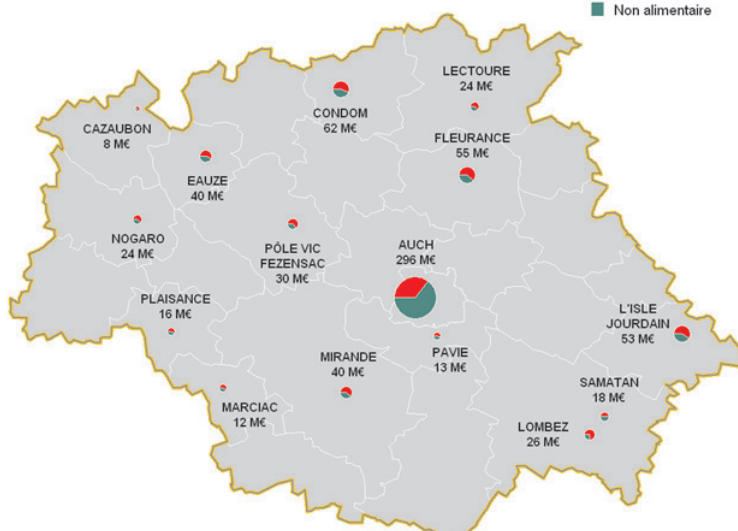 Non alimentaire
LECTOURE
24 M€
CONDOM
62 M€
CAZAUBON
8 M€
FLEURANCE
55 M€
EAUZE
40 M€
NOGARO
24 M€
PÔLE VIC
FEZENSAC
30 M€
AUCH
296 M€
PLAISANCE
16 M€
L'ISLE
JOURDAIN
53 M€
MIRANDE
40 M€
PAVIE
13 M€
SAMATAN
18 M€
MARCIAC
12 M€
LOMBEZ
26 M€